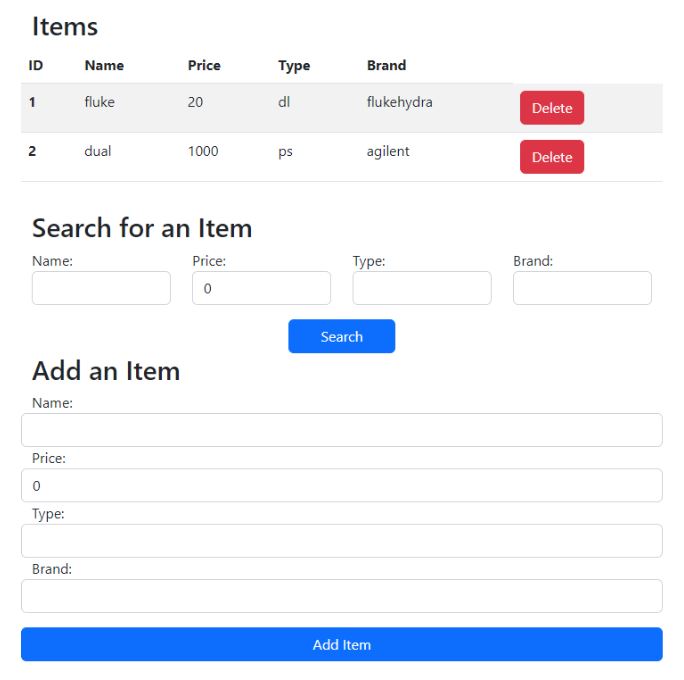 Items
ID Name Price Type Brand
1 fluke 20 dl flukehydra Delete
2 dual 1000 ps agilent Delete
Search for an Item
Name: Price: Type: Brand:
0
Search
Add an Item
Name:
Price:
0
Type:
Brand:
Add Item